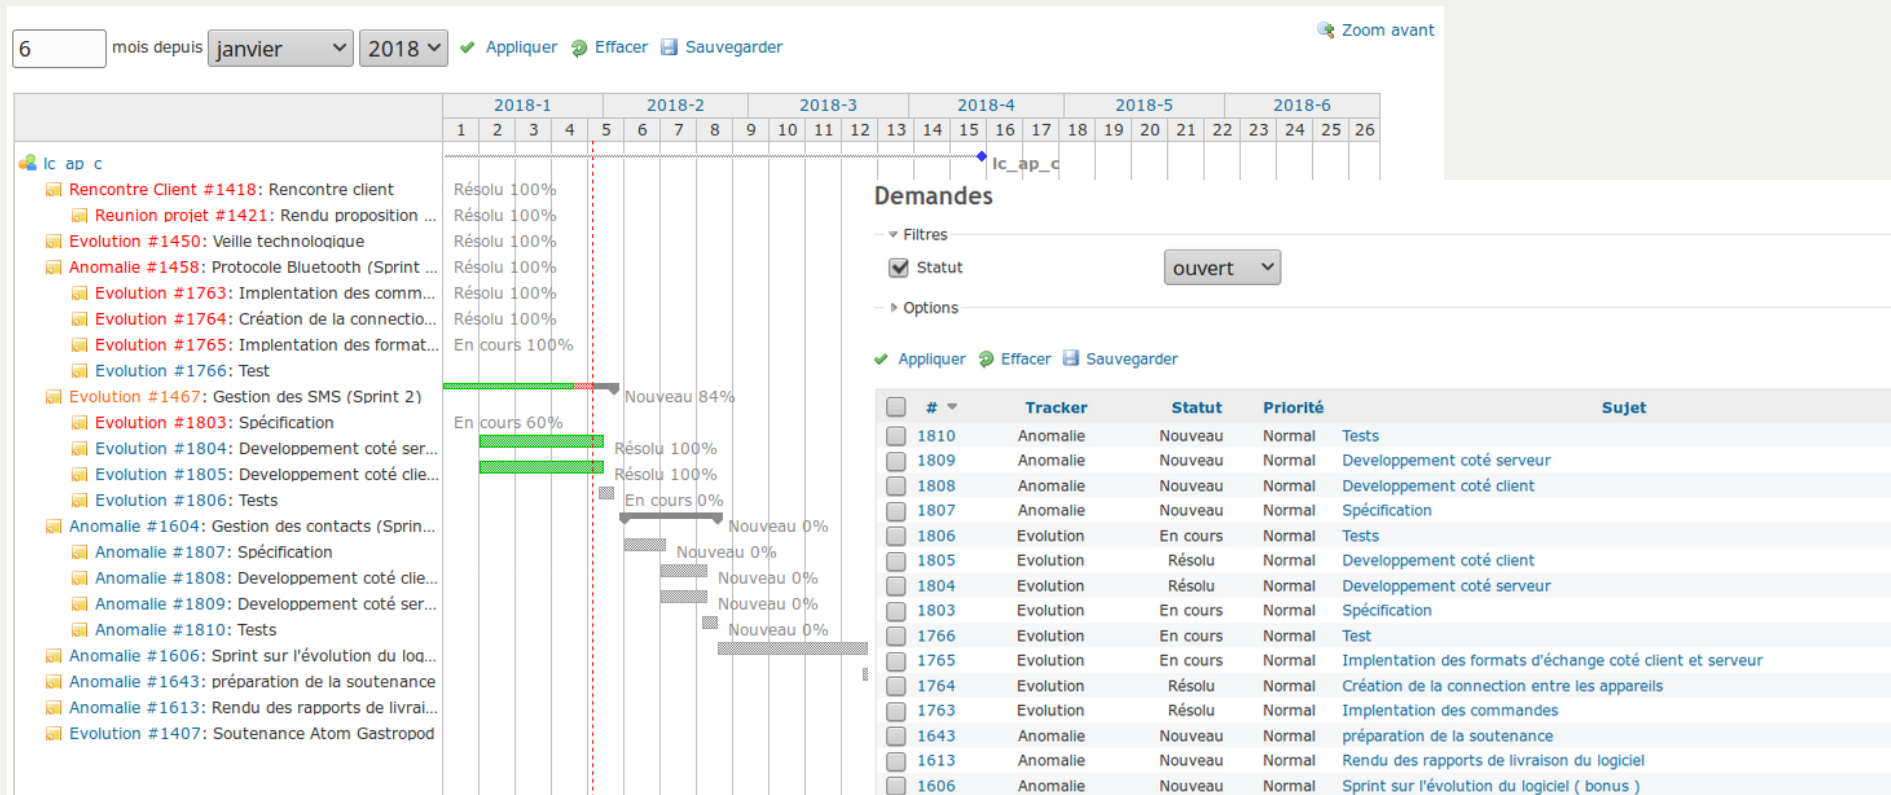 6 mois depuis janvier 2018 Appliquer Effacer Sauvegarder
Zoom avant
2018-1 2018-2 2018-3 2018-4 2018-5 2018-6
1 2 3 4 5 6 7 8 9 10 11 12 13 14 15 16 17 18 19 20 21 22 23 24 25 26
lc_ap_c lc_ap_c
Rencontre Client #1418: Rencontre client Résolu 100%
Reunion projet #1421: Rendu proposition ... Résolu 100%
Evolution #1450: Veille technologique Résolu 100%
Anomalie #1458: Protocole Bluetooth (Sprint ... Résolu 100%
Evolution #1763: Implentation des comm... Résolu 100%
Evolution #1764: Création de la connectio... Résolu 100%
Evolution #1765: Implentation des format... En cours 100%
Evolution #1766: Test
Evolution #1467: Gestion des SMS (Sprint 2) Nouveau 84%
Evolution #1803: Spécification En cours 60%
Evolution #1804: Developpement coté ser... Résolu 100%
Evolution #1805: Developpement coté clie... Résolu 100%
Evolution #1806: Tests En cours 0%
Anomalie #1604: Gestion des contacts (Sprin... Nouveau 0%
Anomalie #1807: Spécification Nouveau 0%
Anomalie #1808: Developpement coté clie... Nouveau 0%
Anomalie #1809: Developpement coté ser... Nouveau 0%
Anomalie #1810: Tests Nouveau 0%
Anomalie #1606: Sprint sur l'évolution du log...
Anomalie #1643: préparation de la soutenance
Anomalie #1613: Rendu des rapports de livrai...
Evolution #1407: Soutenance Atom Gastropod
Demandes
Filtres
Statut ouvert
Options
Appliquer Effacer Sauvegarder
# Tracker Statut Priorité Sujet
1810 Anomalie Nouveau Normal Tests
1809 Anomalie Nouveau Normal Developpement coté serveur
1808 Anomalie Nouveau Normal Developpement coté client
1807 Anomalie Nouveau Normal Spécification
1806 Evolution En cours Normal Tests
1805 Evolution Résolu Normal Developpement coté client
1804 Evolution Résolu Normal Developpement coté serveur
1803 Evolution En cours Normal Spécification
1766 Evolution En cours Normal Test
1765 Evolution En cours Normal Implentation des formats d'échange coté client et serveur
1764 Evolution Résolu Normal Création de la connection entre les appareils
1763 Evolution Résolu Normal Implentation des commandes
1643 Anomalie Nouveau Normal préparation de la soutenance
1613 Anomalie Nouveau Normal Rendu des rapports de livraison du logiciel
1606 Anomalie Nouveau Normal Sprint sur l'évolution du logiciel ( bonus )